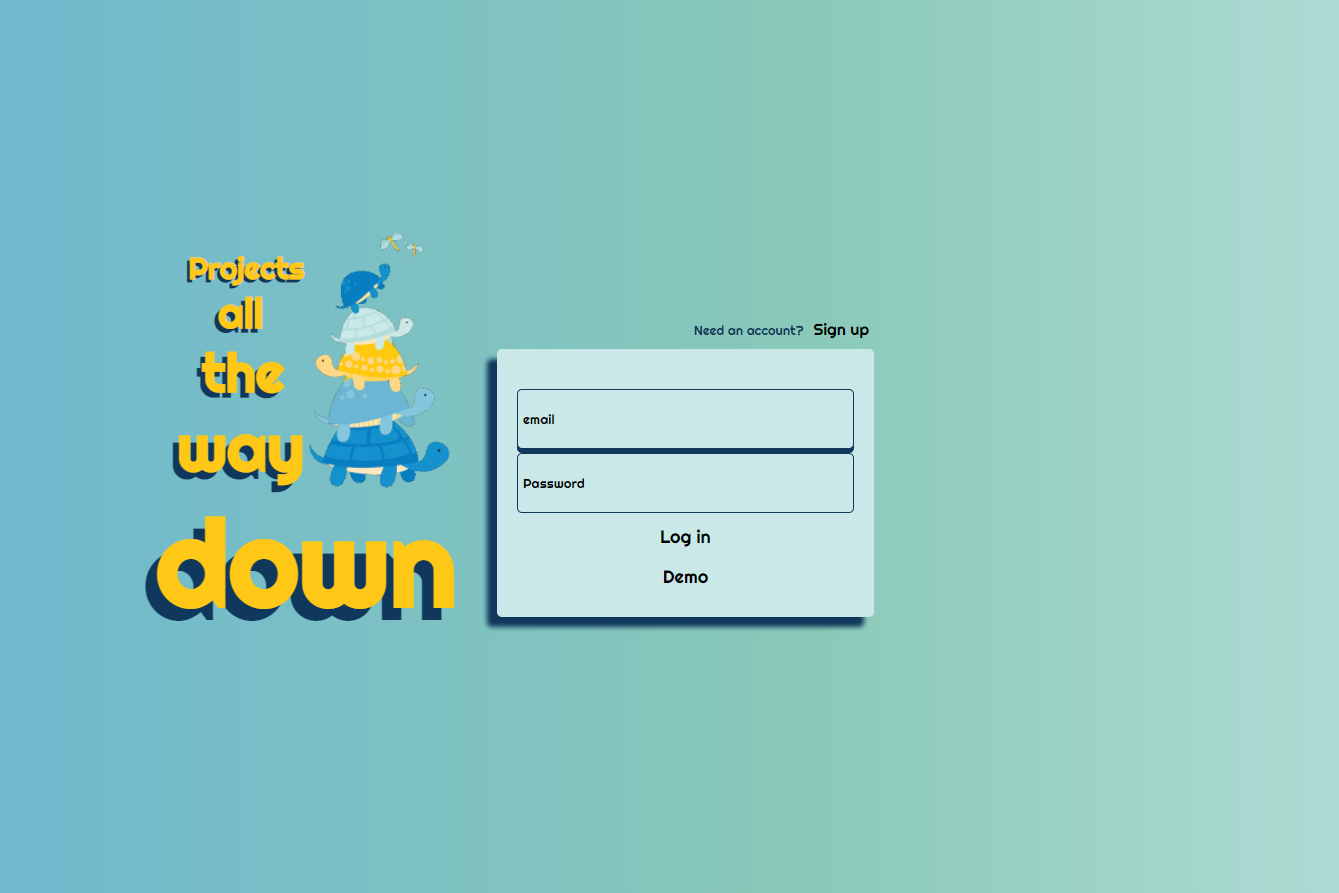 Projects
all
the
way
down
Need an account? Sign up
email
Password
Log in
Demo